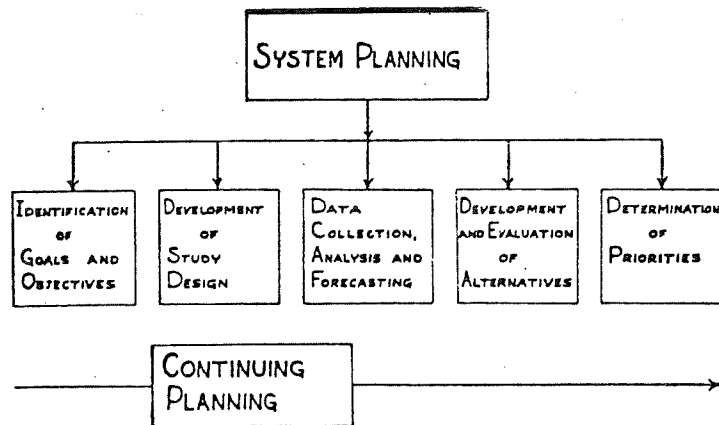 SYSTEM PLANNING
IDENTIFICATION
OF
GOALS AND
OBJECTIVES
DEVELOPMENT
OF
STUDY
DESIGN
DATA
COLLECTION,
ANALYSIS AND
FORECASTING
DEVELOPMENT
AND EVALUATION
OF
ALTERNATIVES
DETERMINATION
OF
PRIORITIES
CONTINUING
PLANNING